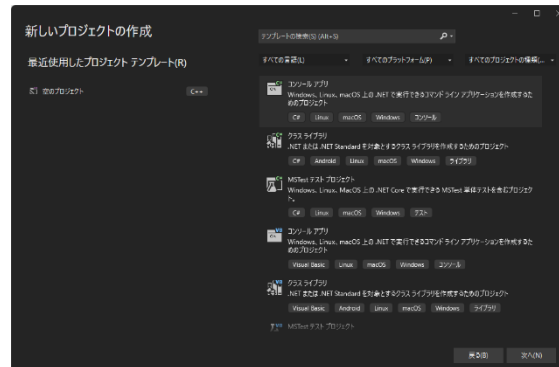 新しいプロジェクトの作成
最近使用したプロジェクト テンプレート(R)
空のプロジェクト
C++
テンプレートの検索(S) (Alt+S)
すべての言語(L)
すべてのプラットフォーム(P)
すべてのプロジェクトの種類(...
コンソール アプリ
Windows、Linux、macOS 上の .NET で実行できるコマンド ライン アプリケーションを作成するた
めのプロジェクト
C# Linux macOS Windows コンソール
クラス ライブラリ
.NET または .NET Standard を対象とするクラス ライブラリを作成するためのプロジェクト
C# Android Linux macOS Windows ライブラリ
MSTest テスト プロジェクト
Windows、Linux、MacOS 上の .NET Core で実行できる MSTest 単体テストを含むプロジェク
ト。
C# Linux macOS Windows テスト
コンソール アプリ
Windows、Linux、macOS 上の .NET で実行できるコマンド ライン アプリケーションを作成するた
めのプロジェクト
Visual Basic Linux macOS Windows コンソール
クラス ライブラリ
.NET または .NET Standard を対象とするクラス ライブラリを作成するためのプロジェクト
Visual Basic Android Linux macOS Windows ライブラリ
MSTest テスト プロジェクト
戻る(B)
次へ(N)